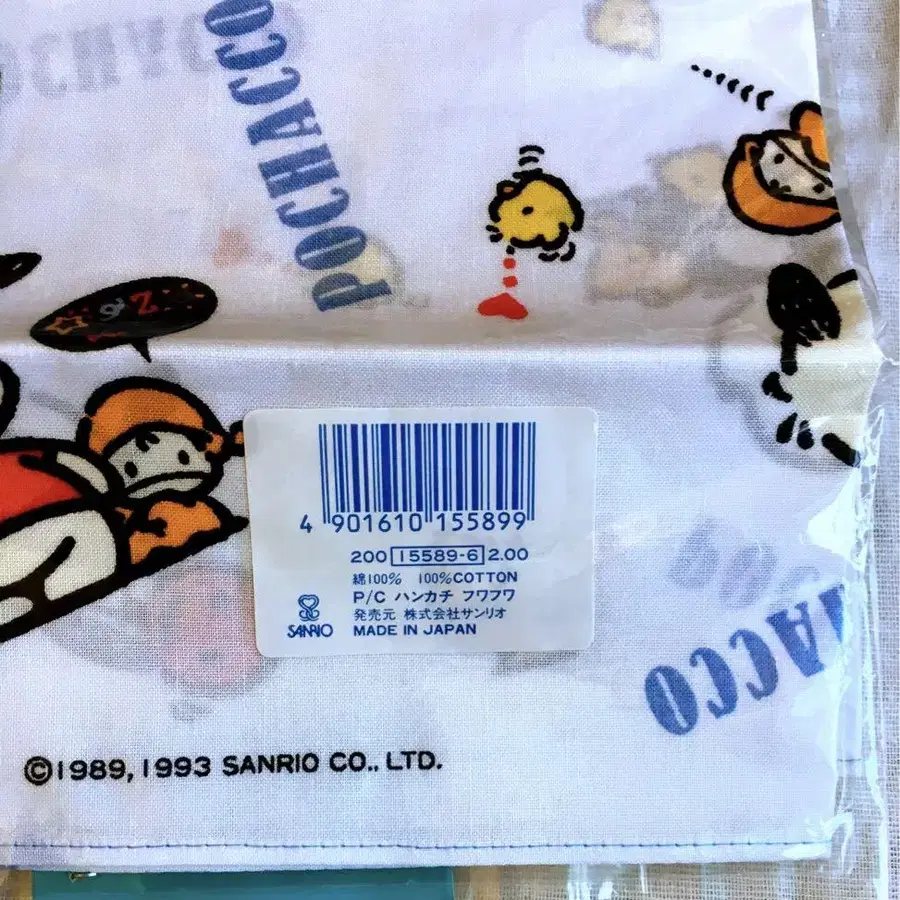 POCHACCO
POCHACCO
Z
4 901610 155899
200 15589-6 2.00
綿100% 100%COTTON
P/C ハンカチ フワフワ
発売元 株式会社サンリオ
SANRIO MADE IN JAPAN
ACCO
©1989, 1993 SANRIO CO., LTD.